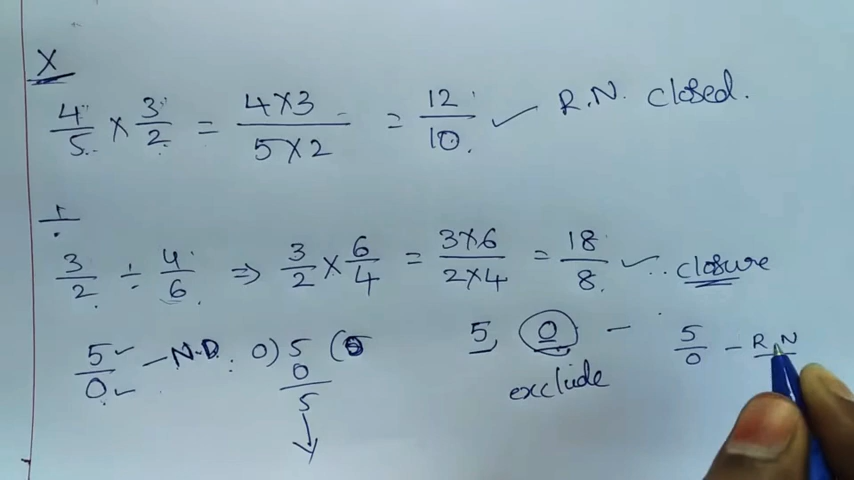 X
4/5 × 3/2 = 4×3/5×2 = 12/10 ✓ R.N. closed.
÷
3/2 ÷ 4/6 ⇒ 3/2 × 6/4 = 3×6/2×4 = 18/8 ✓.. closure
5/0 — N.D. 0) 5 (0 5, 0 — 5/0 — R.N
0
5
exclude